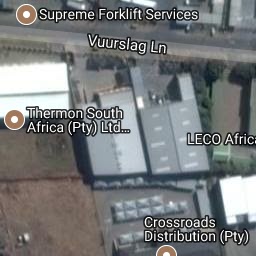 Supreme Forklift Services
Vuurslag Ln
Thermon South
Africa (Pty) Ltd...
LECO Africa
Crossroads
Distribution (Pty)